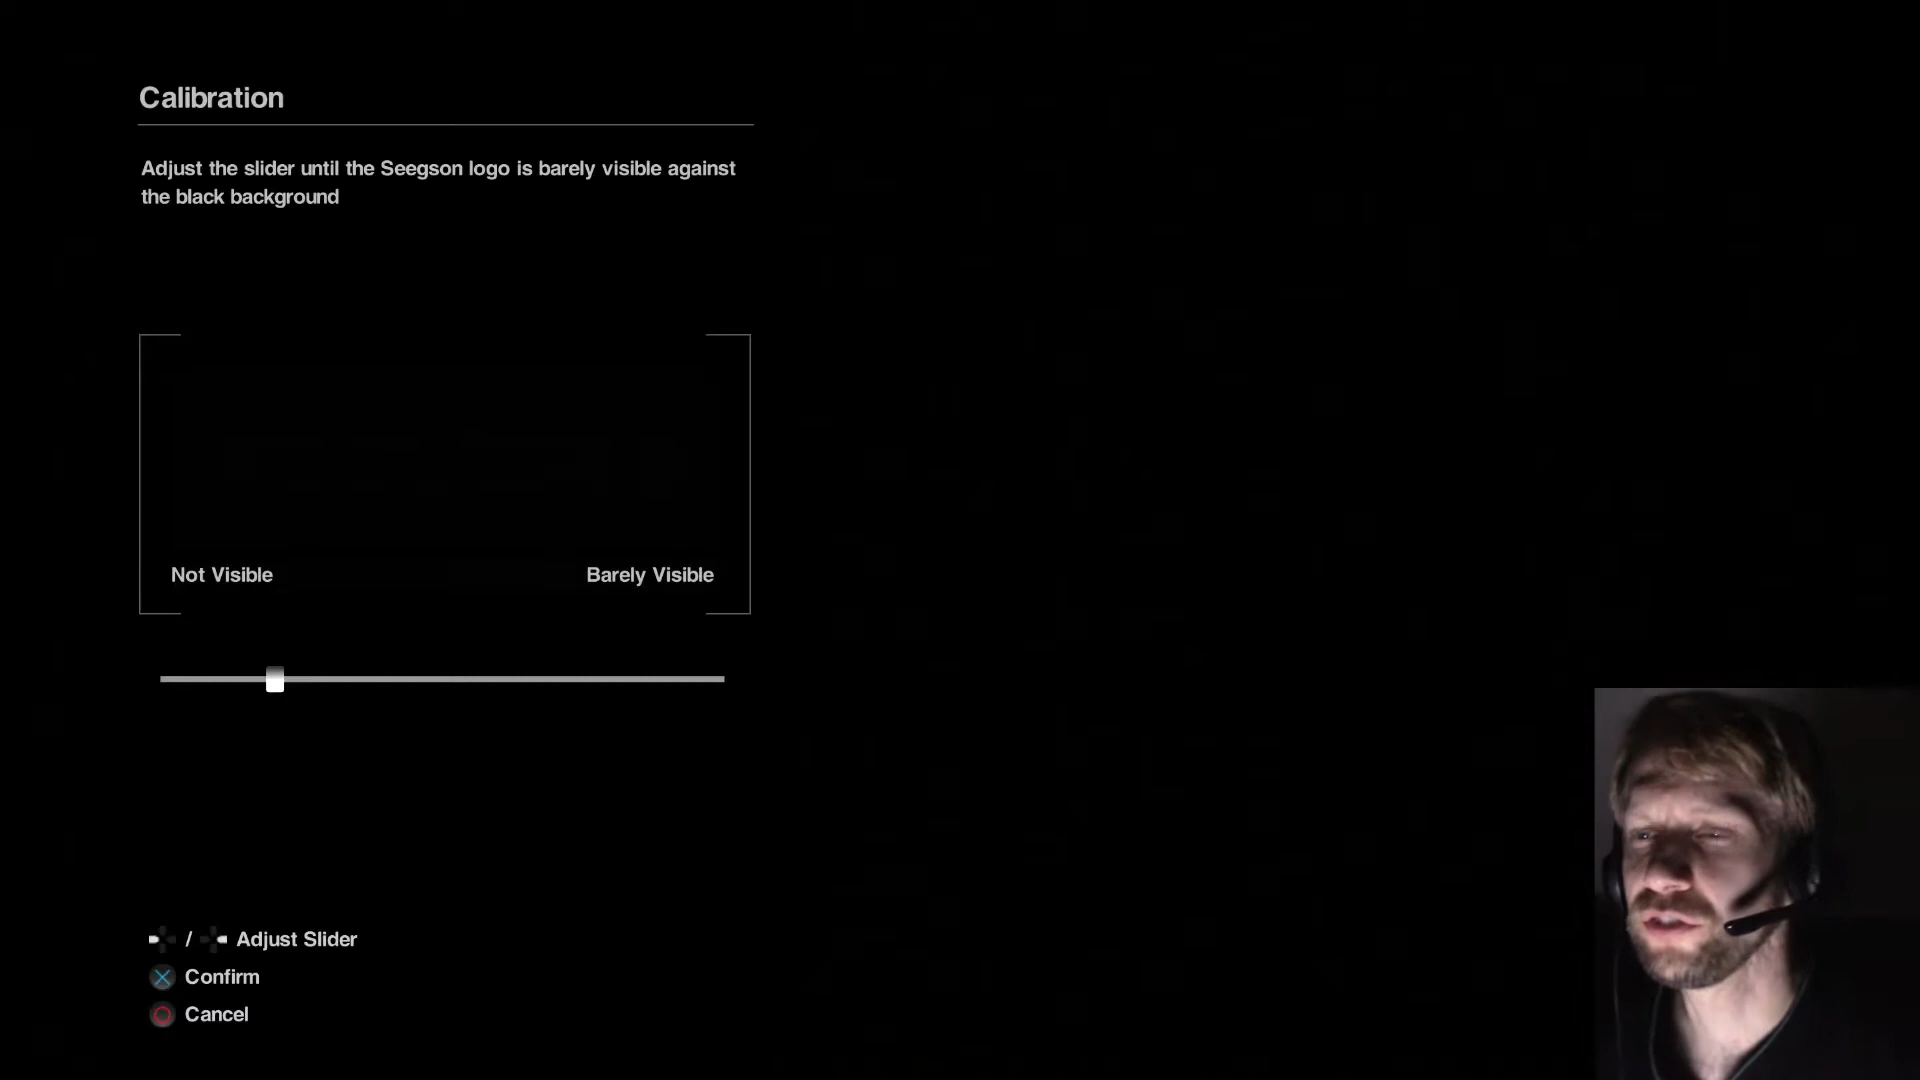 Calibration
Adjust the slider until the Seegson logo is barely visible against
the black background
Not Visible
Barely Visible
/ Adjust Slider
Confirm
Cancel